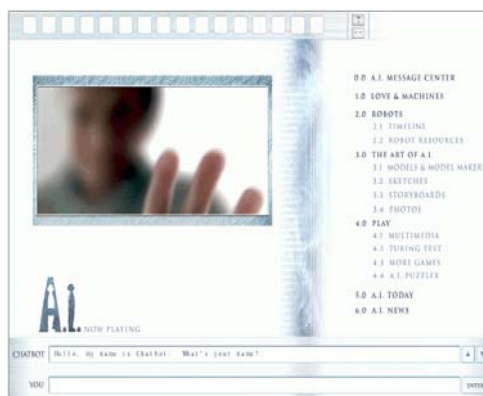 0.0 A.I. MESSAGE CENTER
1.0 LOVE & MACHINES
2.0 ROBOTS
2.1 TIMELINE
2.2 ROBOT RESOURCES
3.0 THE ART OF A.I.
3.1 MODELS & MODEL MAKER
3.2 SKETCHES
3.3 STORYBOARDS
3.4 PHOTOS
4.0 PLAY
4.1 MULTIMEDIA
4.2 TURING TEST
4.3 MORE GAMES
4.4 A.I. PUZZLER
5.0 A.I. TODAY
6.0 A.I. NEWS
A.I. NOW PLAYING
CHATBOT Hello, my name is ChatBot. What's your name?
YOU ENTER